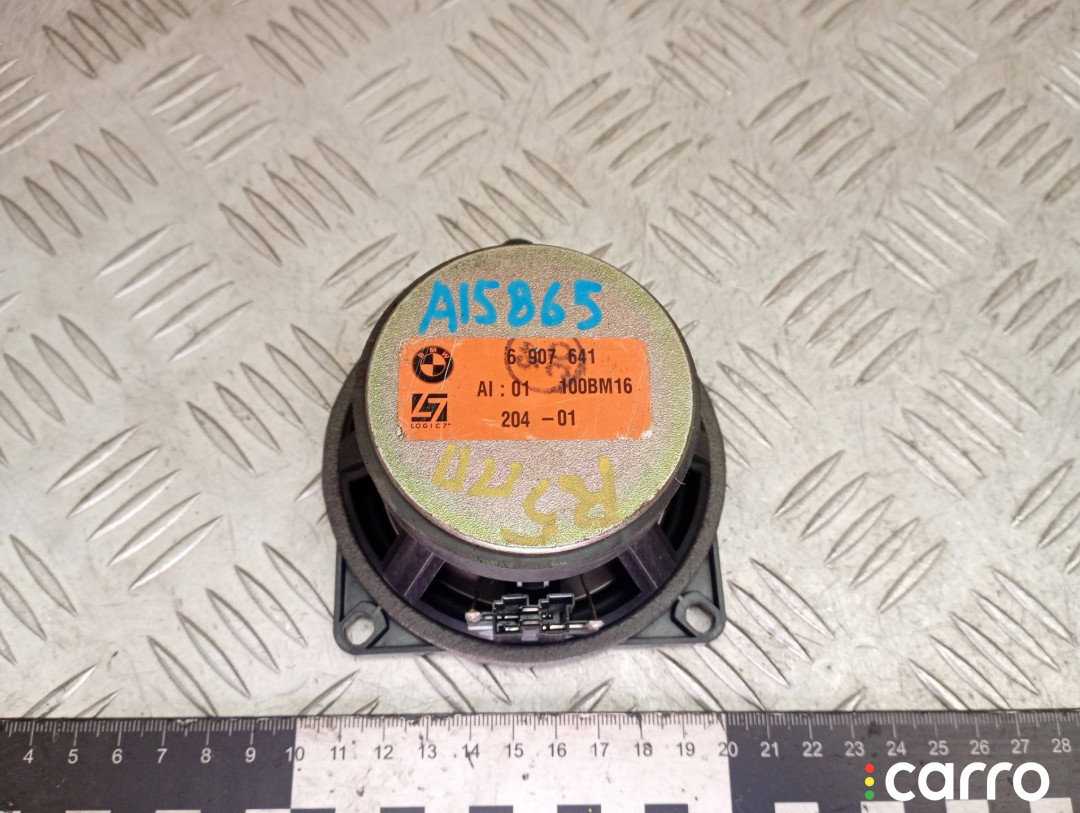 A15865
BMW
6 907 641
AI : 01 100BM16
LOGIC7
204 - 01
4 5 6 7 8 9 10 11 12 13 14 15 16 17 18 19 20 21 22 23 24 25 26 27 28
carro